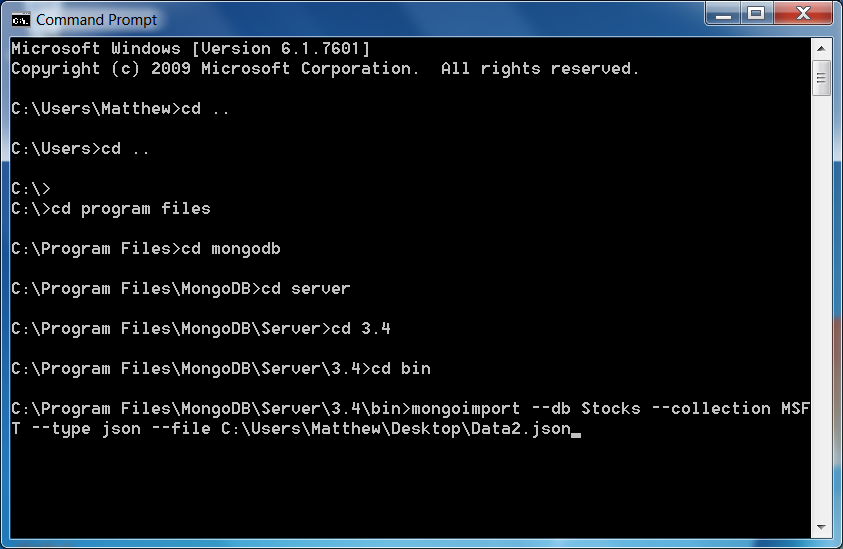 Command Prompt
Microsoft Windows [Version 6.1.7601]
Copyright (c) 2009 Microsoft Corporation.  All rights reserved.
C:\Users\Matthew>cd ..
C:\Users>cd ..
C:\>
C:\>cd program files
C:\Program Files>cd mongodb
C:\Program Files\MongoDB>cd server
C:\Program Files\MongoDB\Server>cd 3.4
C:\Program Files\MongoDB\Server\3.4>cd bin
C:\Program Files\MongoDB\Server\3.4\bin>mongoimport --db Stocks --collection MSF
T --type json --file C:\Users\Matthew\Desktop\Data2.json